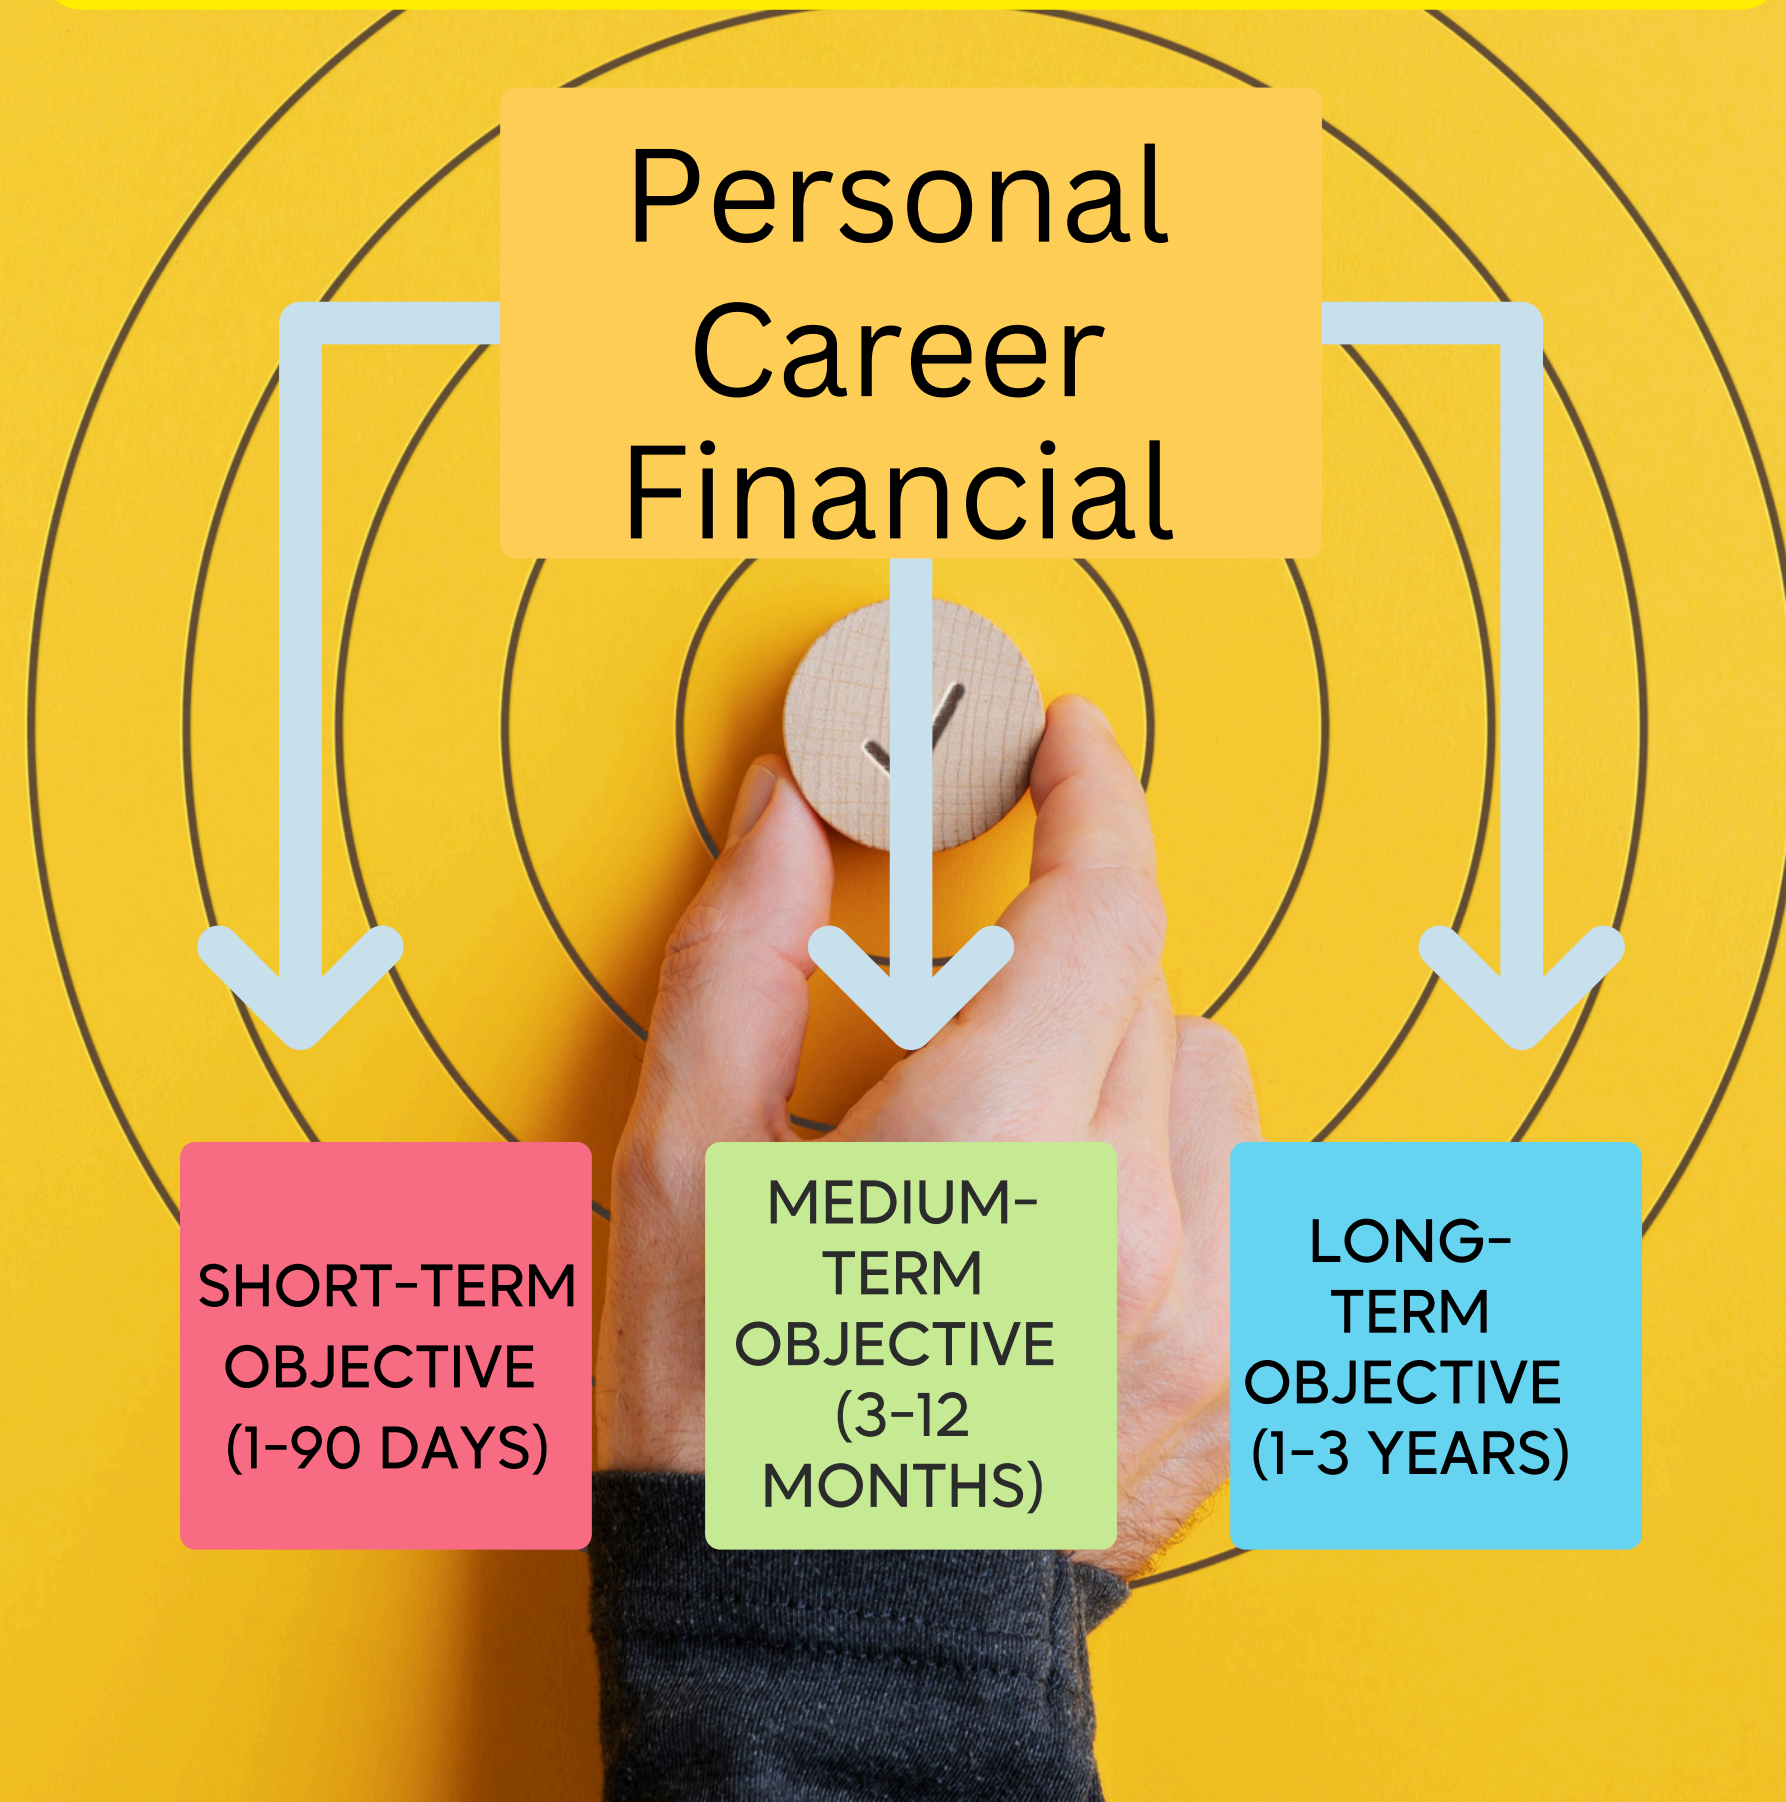 Personal
Career
Financial
SHORT-TERM
OBJECTIVE
(1-90 DAYS)
MEDIUM-
TERM
OBJECTIVE
(3-12
MONTHS)
LONG-
TERM
OBJECTIVE
(1-3 YEARS)